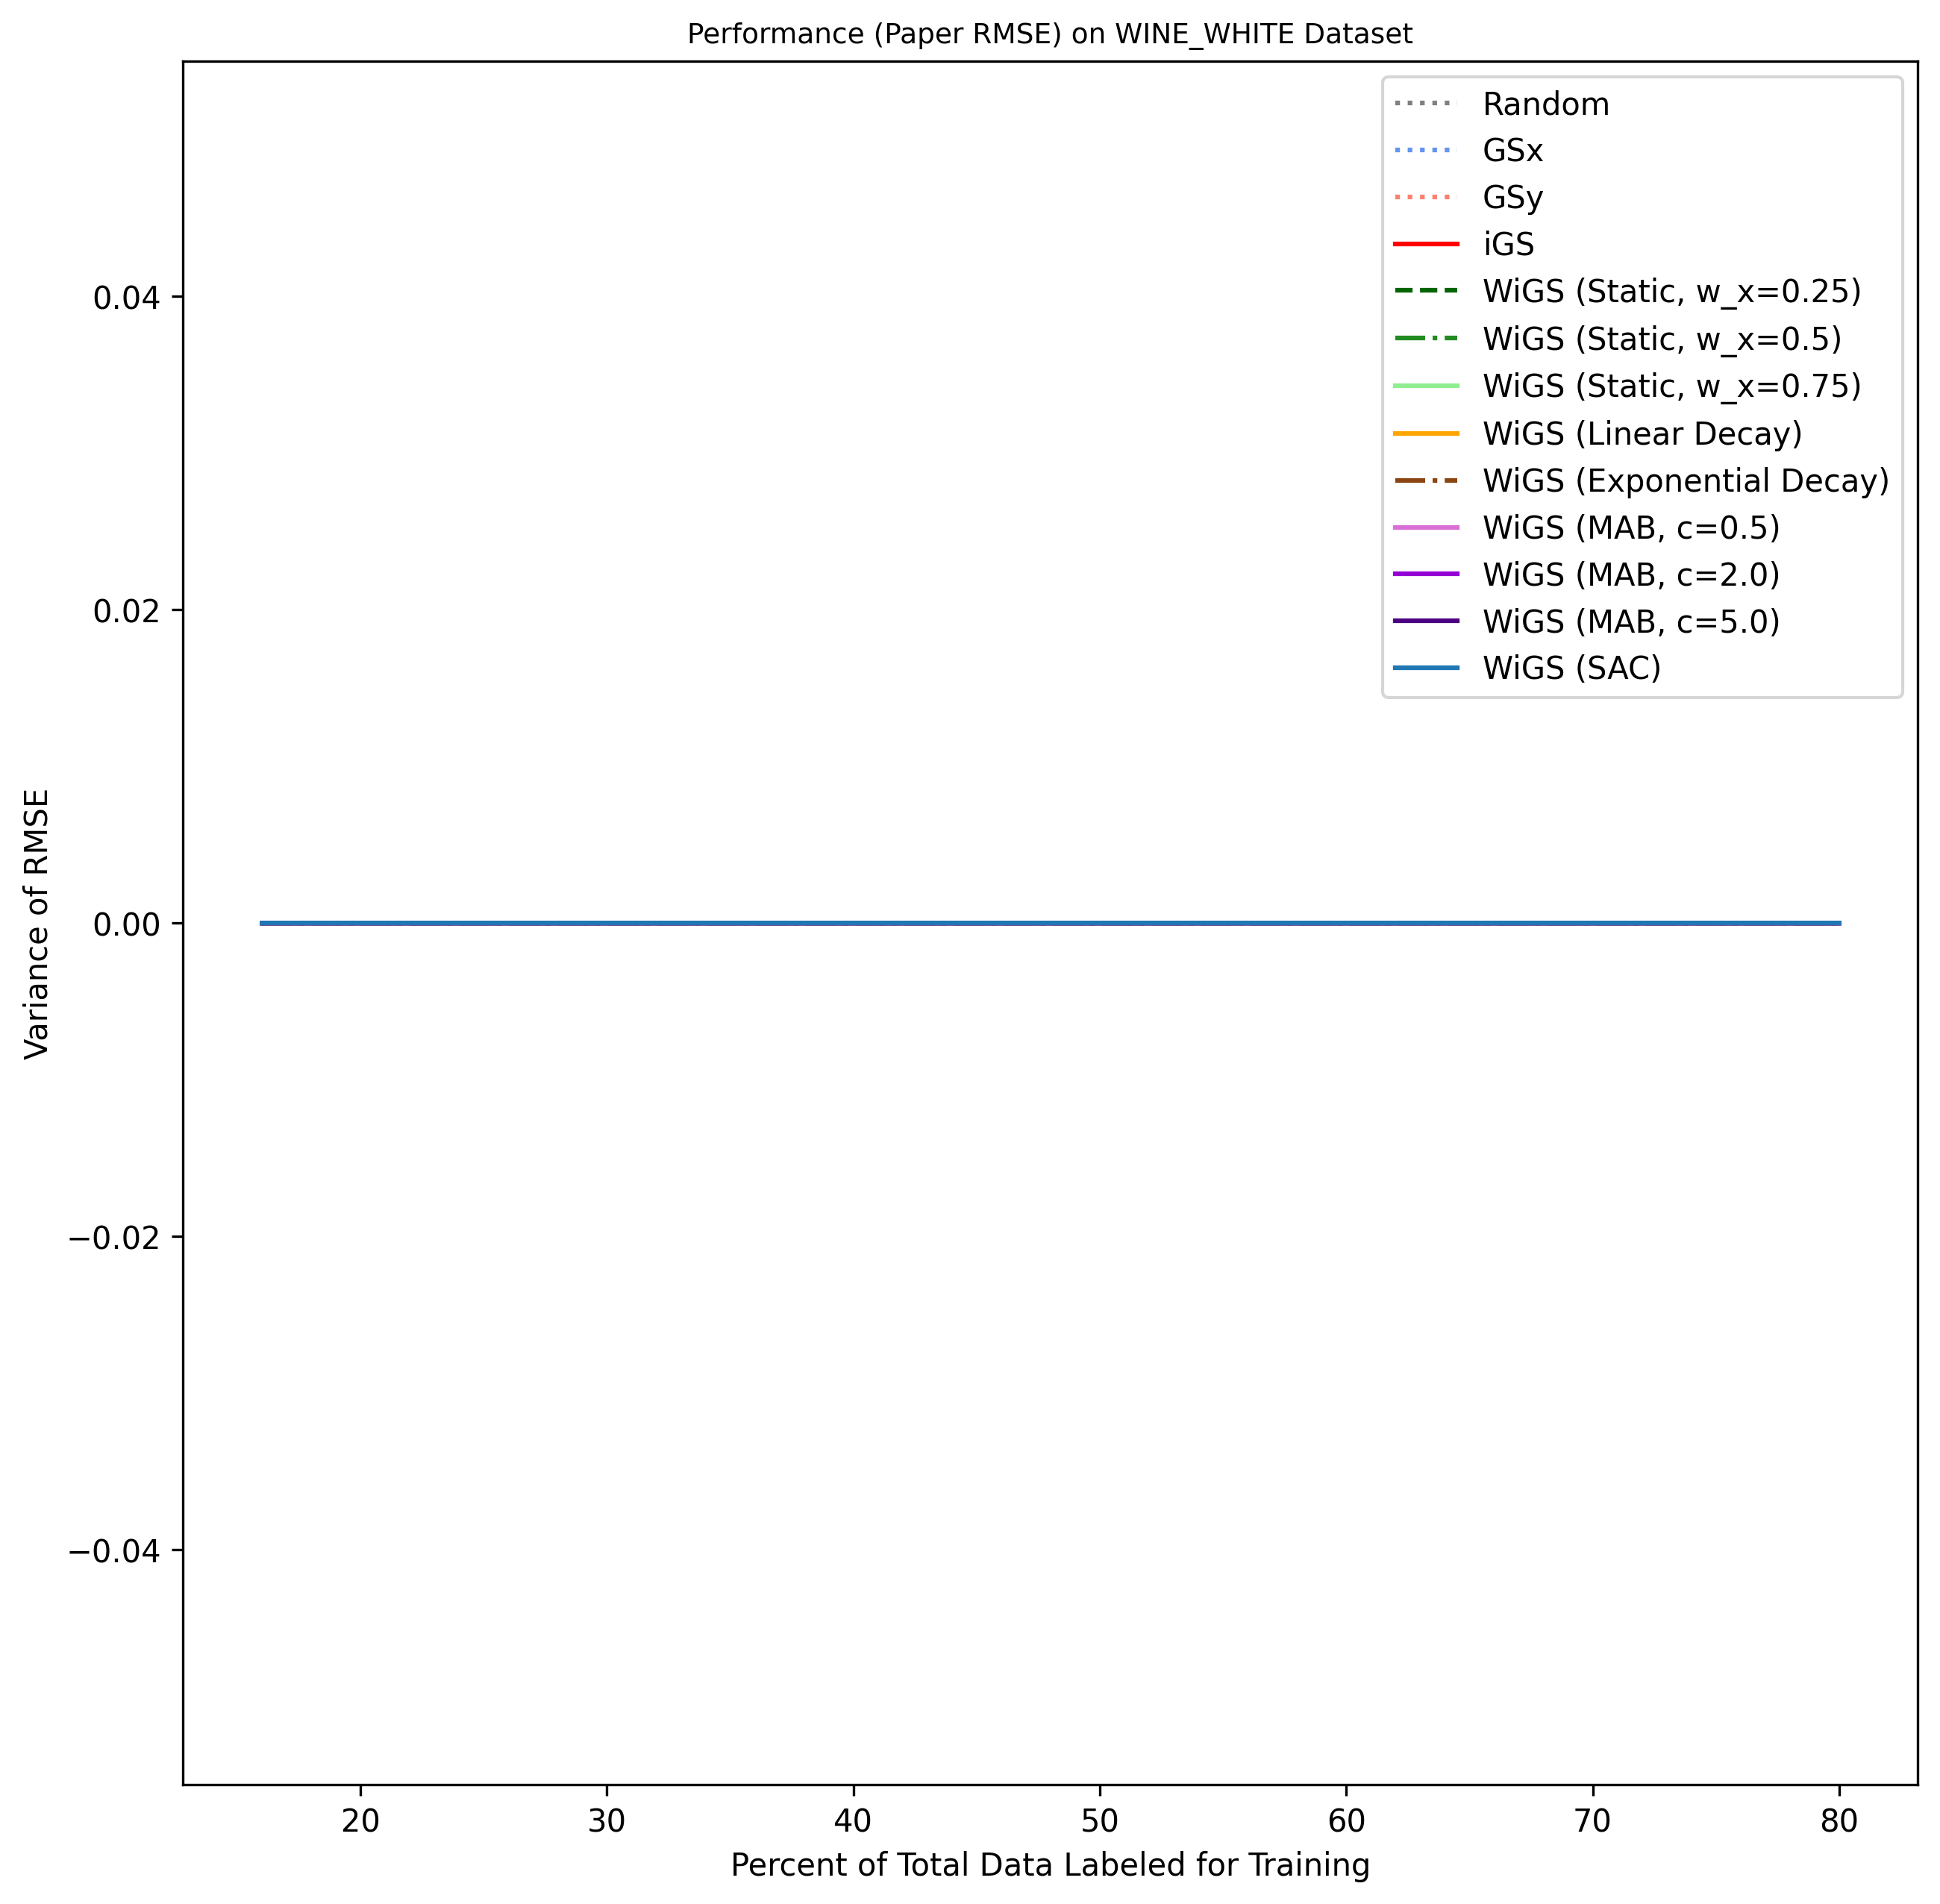 Performance (Paper RMSE) on WINE_WHITE Dataset
Random
GSx
GSy
iGS
WiGS (Static, w_x=0.25)
WiGS (Static, w_x=0.5)
WiGS (Static, w_x=0.75)
WiGS (Linear Decay)
WiGS (Exponential Decay)
WiGS (MAB, c=0.5)
WiGS (MAB, c=2.0)
WiGS (MAB, c=5.0)
WiGS (SAC)
Variance of RMSE
0.04
0.02
0.00
−0.02
−0.04
20 30 40 50 60 70 80
Percent of Total Data Labeled for Training